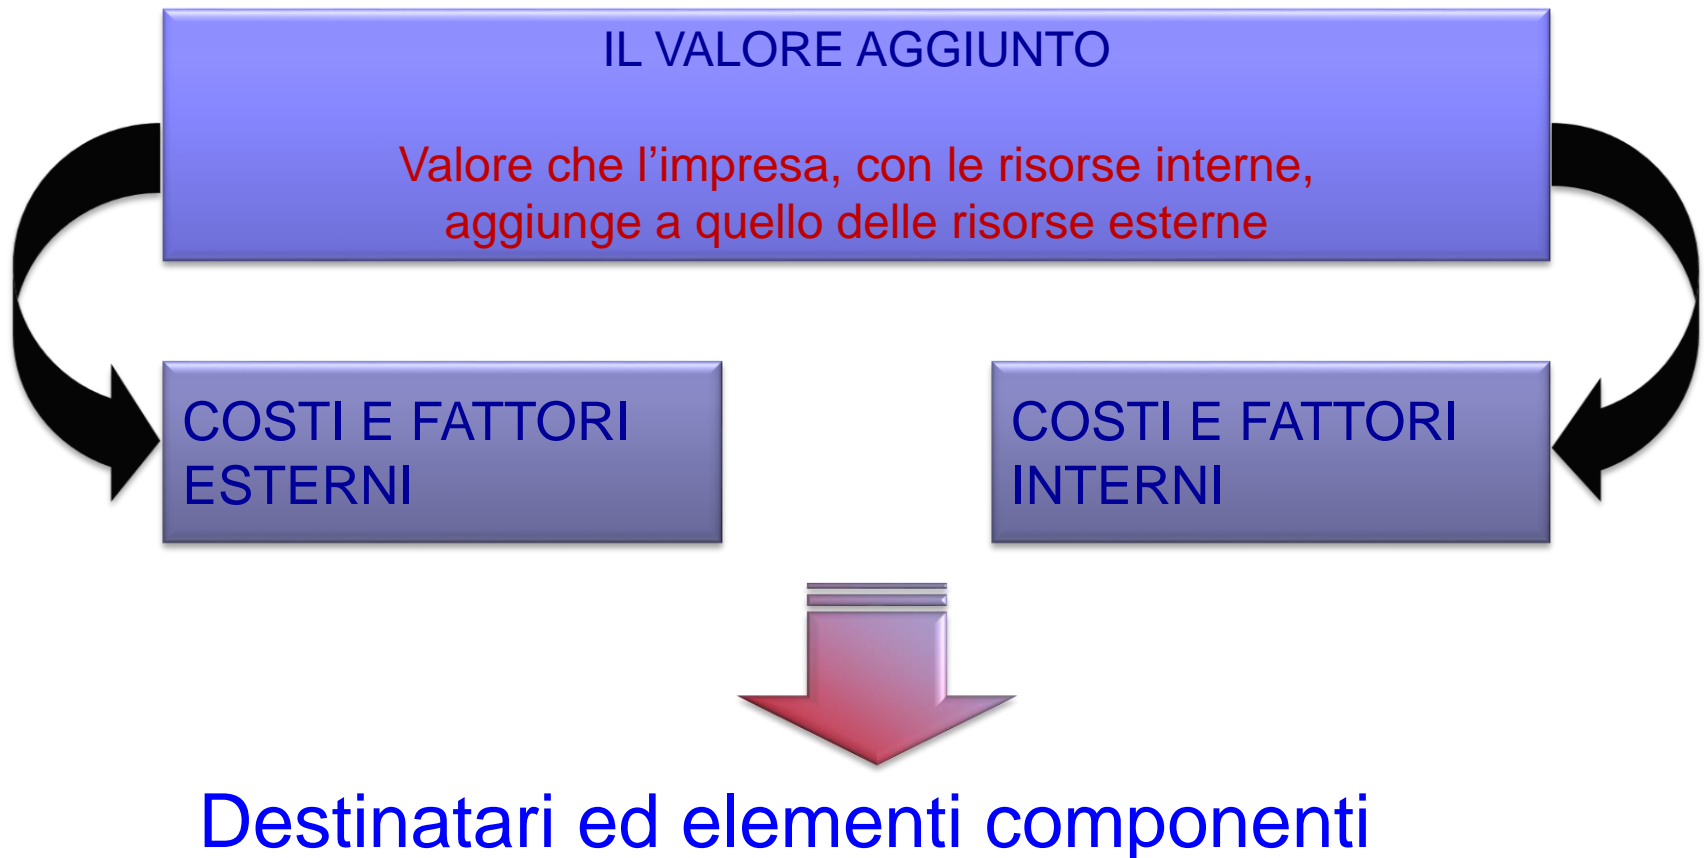 IL VALORE AGGIUNTO
Valore che l’impresa, con le risorse interne,
aggiunge a quello delle risorse esterne
COSTI E FATTORI
ESTERNI
COSTI E FATTORI
INTERNI
Destinatari ed elementi componenti